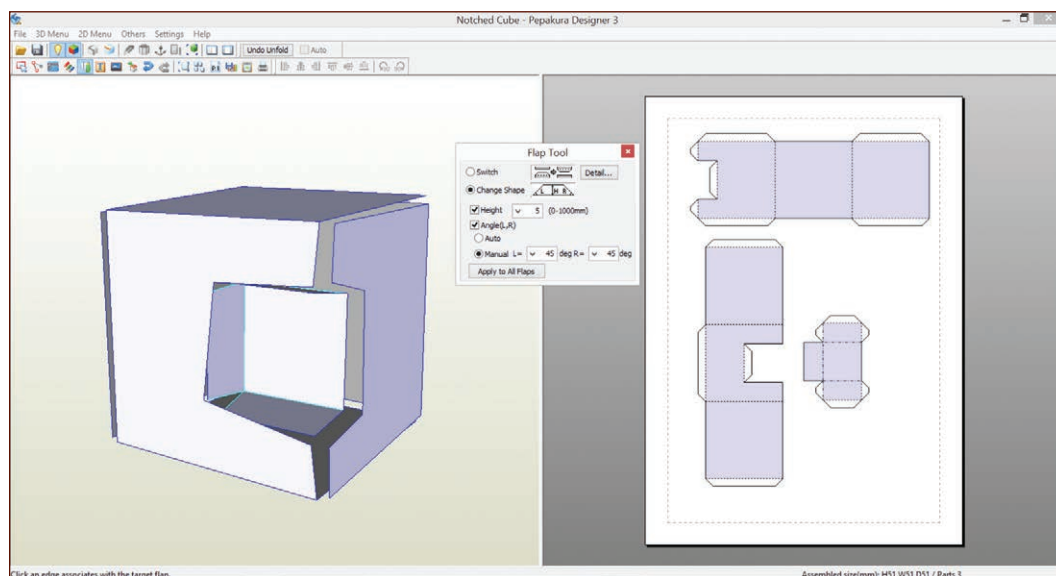 Notched Cube - Pepakura Designer 3
File 3D Menu 2D Menu Others Settings Help
Undo Unfold Auto
Flap Tool
Switch Detail...
Change Shape L H R
Height 5 (0-1000mm)
Angle(L,R)
Auto
Manual L= 45 deg R= 45 deg
Apply to All Flaps
Click an edge associates with the target flap. Assembled size(mm): H51 W51 D51 / Parts 3